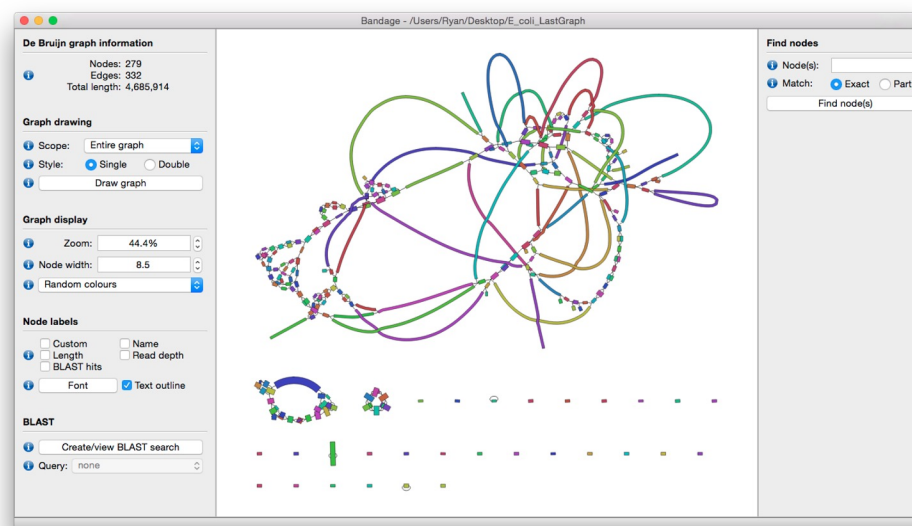 Bandage - /Users/Ryan/Desktop/E_coli_LastGraph
De Bruijn graph information
Nodes: 279
Edges: 332
Total length: 4,685,914
Graph drawing
Scope: Entire graph
Style: Single Double
Draw graph
Graph display
Zoom: 44.4%
Node width: 8.5
Random colours
Node labels
Custom Name
Length Read depth
BLAST hits
Font Text outline
BLAST
Create/view BLAST search
Query: none
Find nodes
Node(s):
Match: Exact Part
Find node(s)